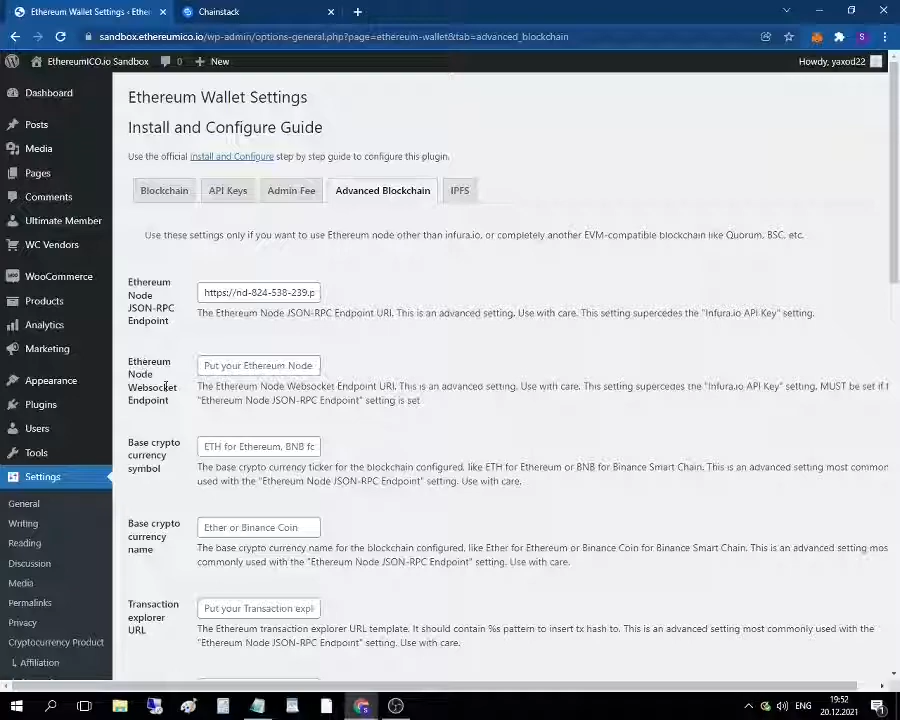 Ethereum Wallet Settings ‹ Ether
Chainstack
sandbox.ethereumico.io/wp-admin/options-general.php?page=ethereum-wallet&tab=advanced_blockchain
S
EthereumICO.io Sandbox
0
New
Howdy, yaxod22
Dashboard
Posts
Media
Pages
Comments
Ultimate Member
WC Vendors
WooCommerce
Products
Analytics
Marketing
Appearance
Plugins
Users
Tools
Settings
General
Writing
Reading
Discussion
Media
Permalinks
Privacy
Cryptocurrency Product
Affiliation
Ethereum Wallet Settings
Install and Configure Guide
Use the official Install and Configure step by step guide to configure this plugin.
Blockchain
API Keys
Admin Fee
Advanced Blockchain
IPFS
Use these settings only if you want to use Ethereum node other than infura.io, or completely another EVM-compatible blockchain like Quorum, BSC, etc.
Ethereum
Node
JSON-RPC
Endpoint
https://nd-824-538-239.p
The Ethereum Node JSON-RPC Endpoint URI. This is an advanced setting. Use with care. This setting supercedes the "Infura.io API Key" setting.
Ethereum
Node
Websocket
Endpoint
Put your Ethereum Node
The Ethereum Node Websocket Endpoint URI. This is an advanced setting. Use with care. This setting supercedes the "Infura.io API Key" setting. MUST be set if
"Ethereum Node JSON-RPC Endpoint" setting is set
Base crypto
currency
symbol
ETH for Ethereum, BNB fc
The base crypto currency ticker for the blockchain configured, like ETH for Ethereum or BNB for Binance Smart Chain. This is an advanced setting most common
used with the "Ethereum Node JSON-RPC Endpoint" setting. Use with care.
Base crypto
currency
name
Ether or Binance Coin
The base crypto currency name for the blockchain configured, like Ether for Ethereum or Binance Coin for Binance Smart Chain. This is an advanced setting mos
commonly used with the "Ethereum Node JSON-RPC Endpoint" setting. Use with care.
Transaction
explorer
URL
Put your Transaction expl
The Ethereum transaction explorer URL template. It should contain %s pattern to insert tx hash to. This is an advanced setting most commonly used with the
"Ethereum Node JSON-RPC Endpoint" setting. Use with care.
ENG
19:52
20.12.2021